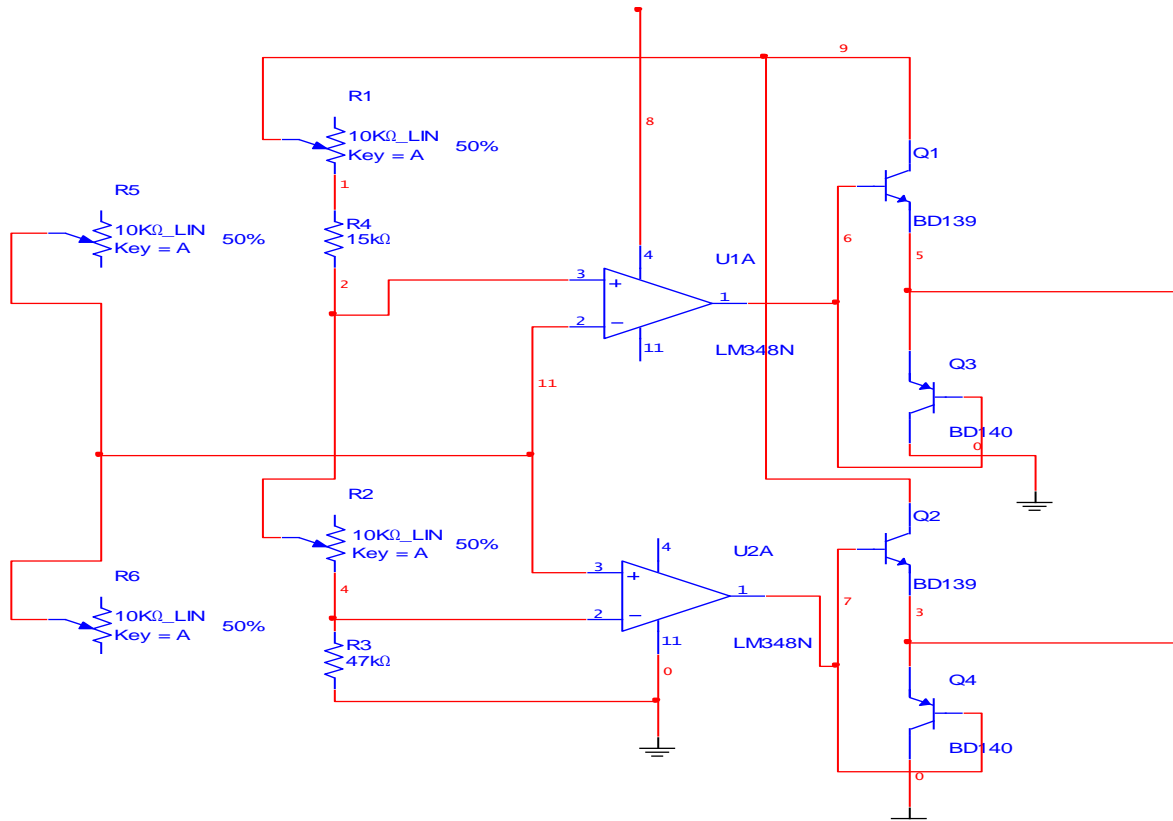 9
R1
8
10KΩ_LIN
Key = A
50%
Q1
1
R5
10KΩ_LIN
Key = A
50%
R4
15kΩ
BD139
6
5
4
U1A
3
+
2
1
2
−
11
LM348N
Q3
11
BD140
0
R2
10KΩ_LIN
Key = A
50%
Q2
4
U2A
R6
10KΩ_LIN
Key = A
50%
3
+
1
BD139
4
7
3
2
−
11
LM348N
R3
47kΩ
0
Q4
BD140
0